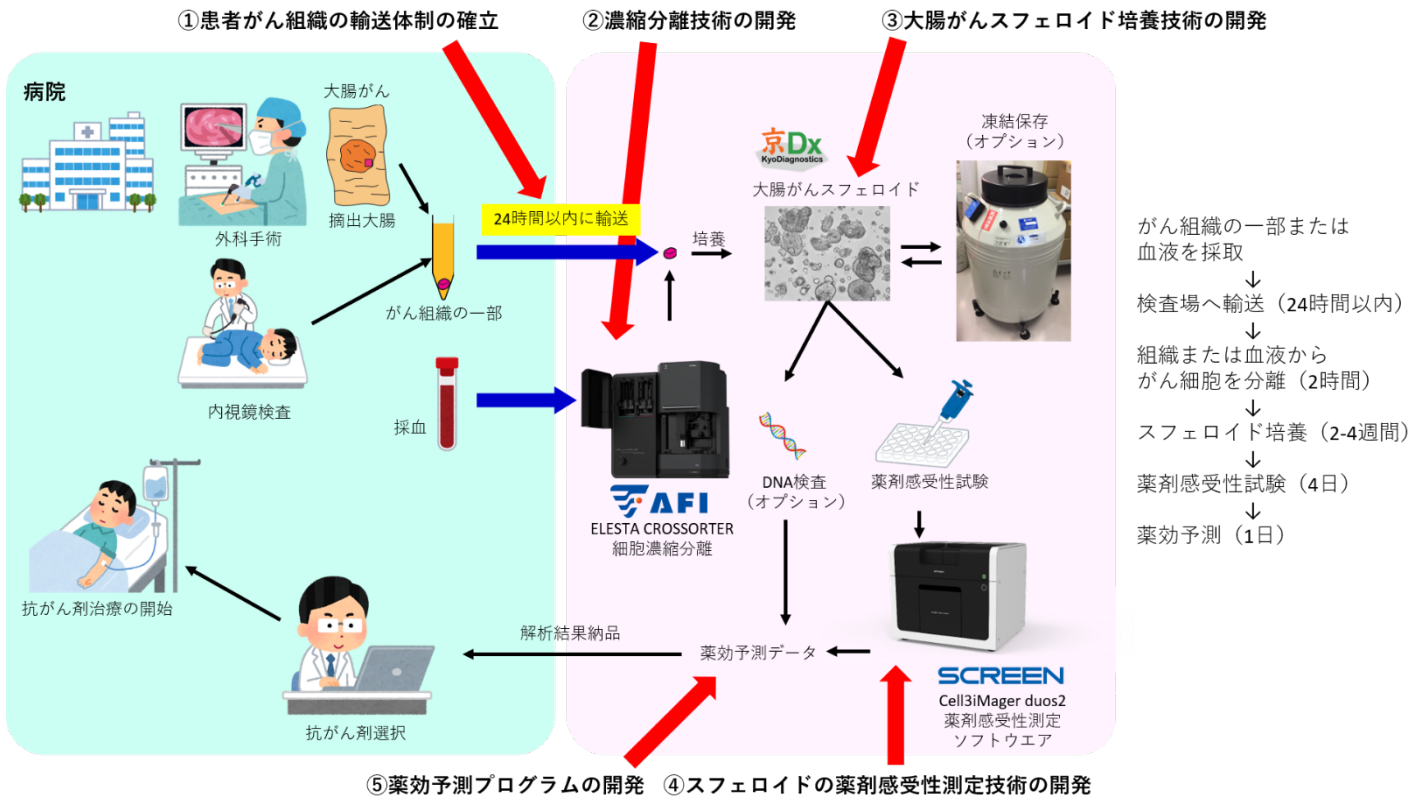 ①患者がん組織の輸送体制の確立
②濃縮分離技術の開発
③大腸がんスフェロイド培養技術の開発
病院
大腸がん
摘出大腸
外科手術
内視鏡検査
がん組織の一部
採血
24時間以内に輸送
培養
京Dx
KyoDiagnostics
大腸がんスフェロイド
凍結保存
（オプション）
AFI
ELESTA CROSSORTER
細胞濃縮分離
DNA検査
（オプション）
薬剤感受性試験
SCREEN
Cell3iMager duos2
薬剤感受性測定
ソフトウエア
薬効予測データ
解析結果納品
抗がん剤選択
抗がん剤治療の開始
がん組織の一部または
血液を採取
↓
検査場へ輸送（24時間以内）
↓
組織または血液から
がん細胞を分離（2時間）
↓
スフェロイド培養（2-4週間）
↓
薬剤感受性試験（4日）
↓
薬効予測（1日）
⑤薬効予測プログラムの開発
④スフェロイドの薬剤感受性測定技術の開発